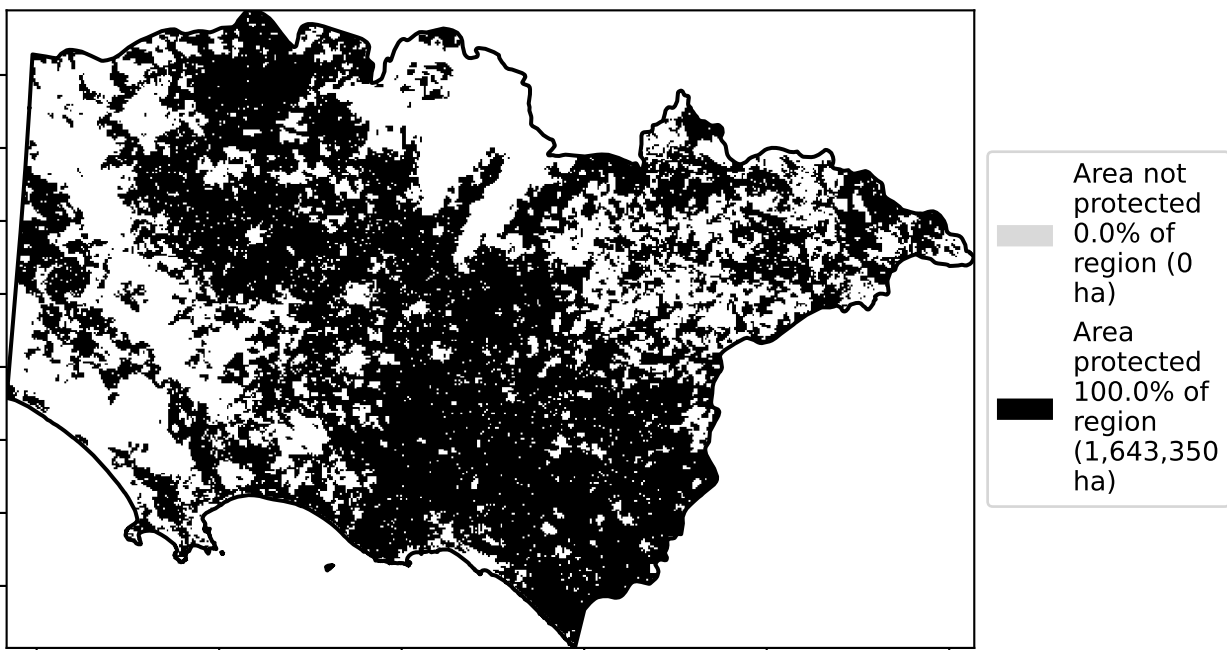 Area not
protected
0.0% of
region (0
ha)
Area
protected
100.0% of
region
(1,643,350
ha)